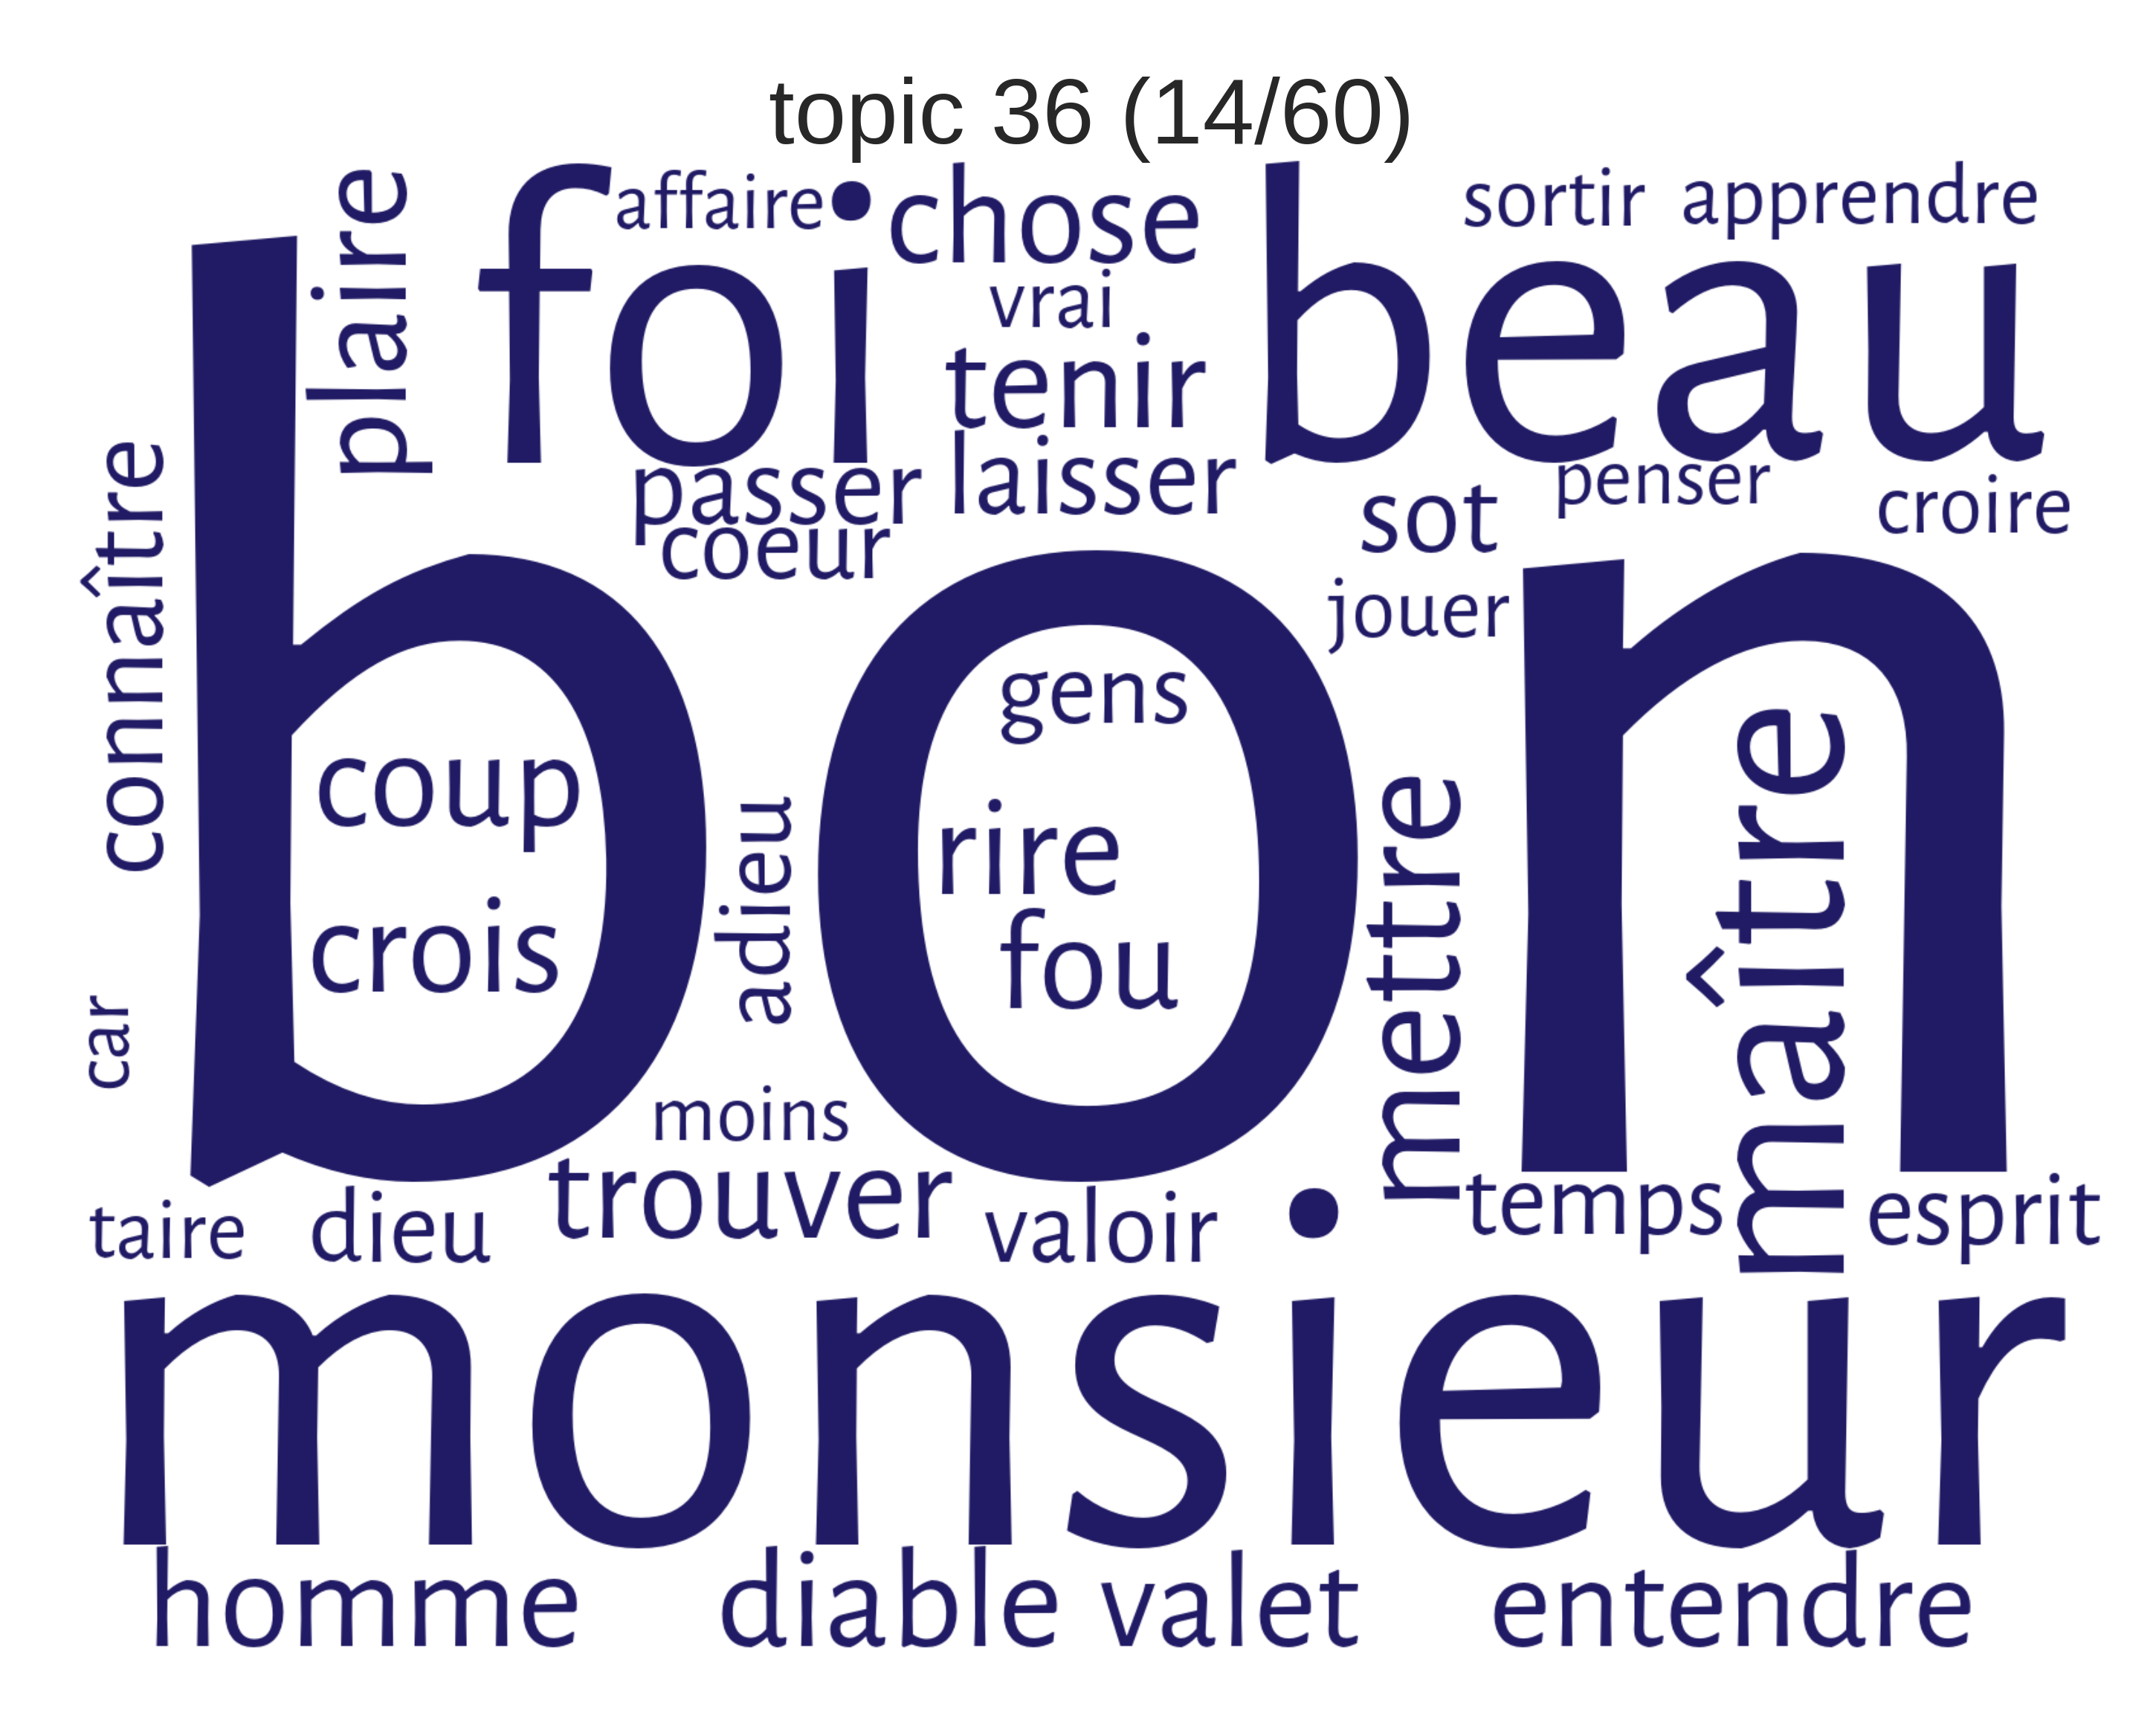 topic 36 (14/60)
plaire
foi
affaire
chose
beau
sortir
apprendre
vrai
tenir
laisser
passer
coeur
sot
penser
croire
connaître
bon
jouer
gens
coup
rire
crois
fou
adieu
mettre
maître
car
moins
trouver
taire
dieu
valoir
temps
esprit
monsieur
homme
diable
valet
entendre